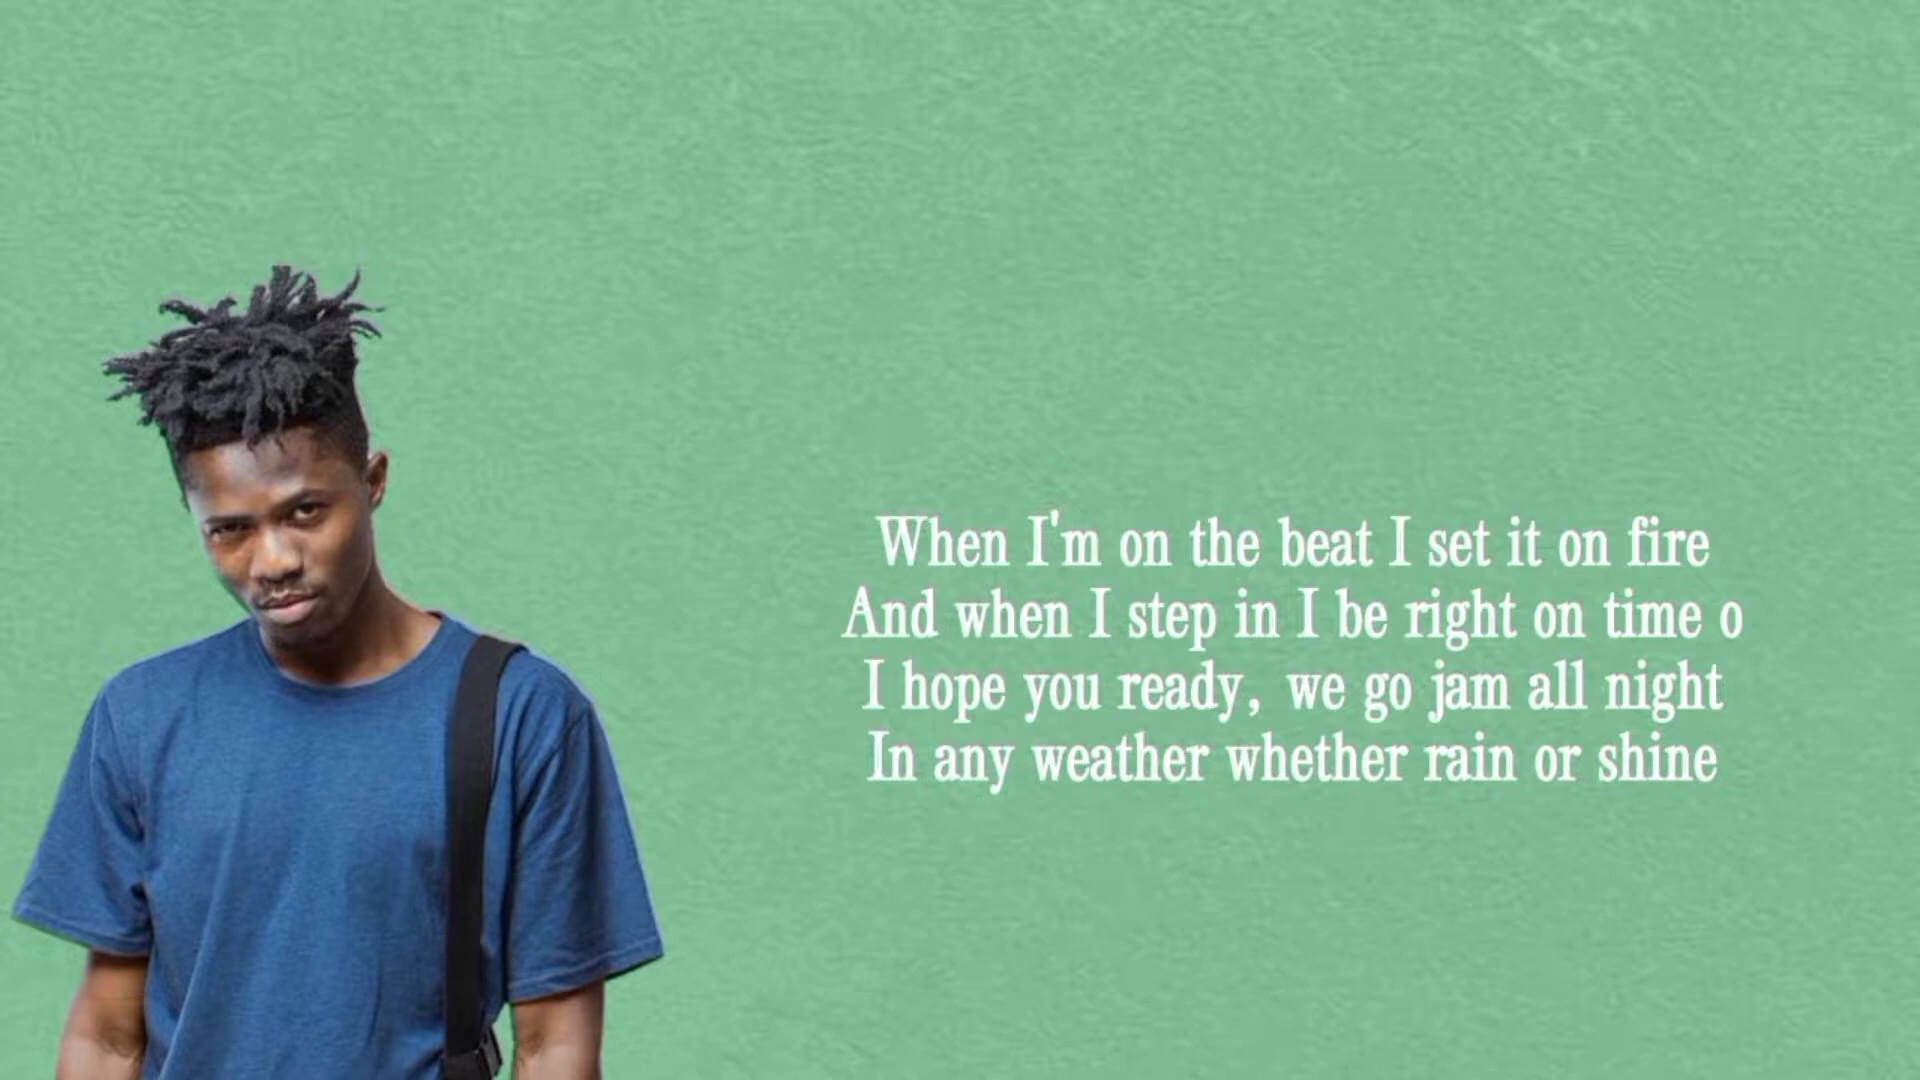 When I'm on the beat I set it on fire
And when I step in I be right on time o
I hope you ready, we go jam all night
In any weather whether rain or shine